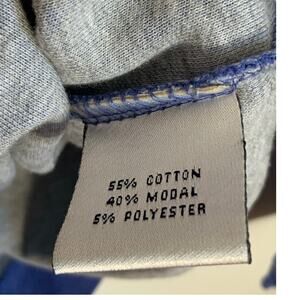 55% COTTON
40% MODAL
5% POLYESTER